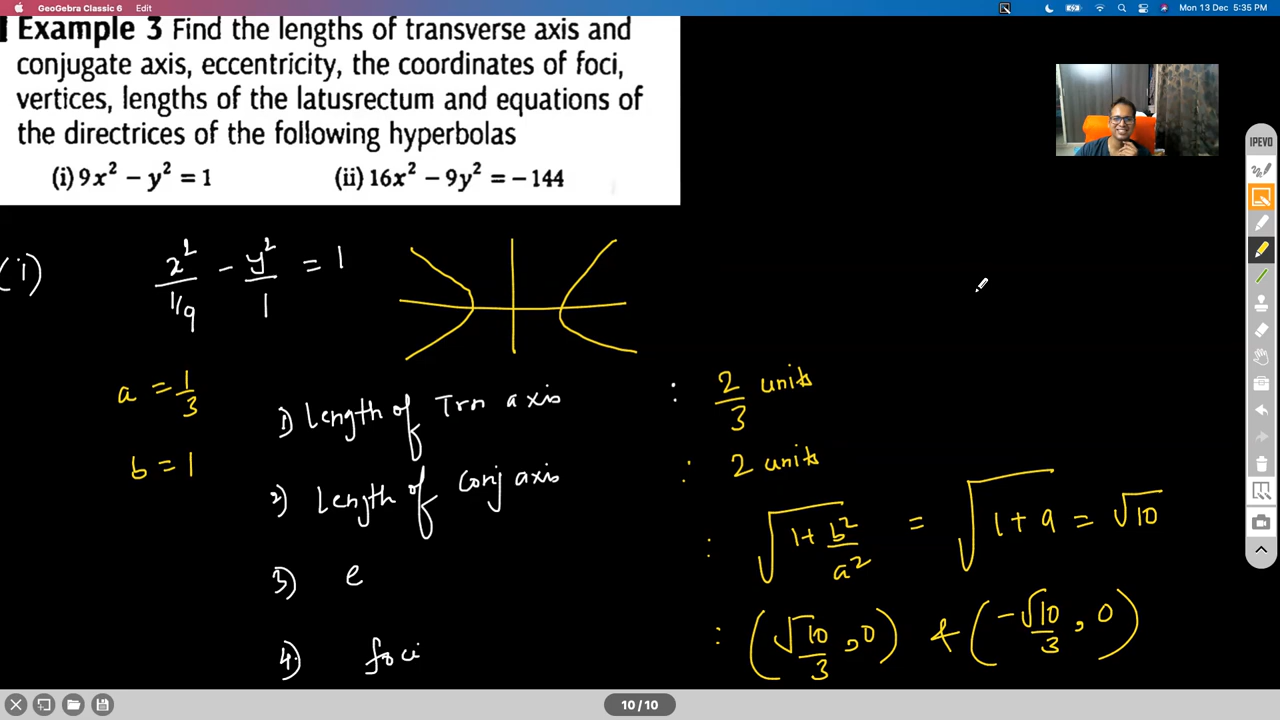 GeoGebra Classic 6 Edit Mon 13 Dec 5:35 PM
Example 3 Find the lengths of transverse axis and
conjugate axis, eccentricity, the coordinates of foci,
vertices, lengths of the latusrectum and equations of
the directrices of the following hyperbolas
(i) 9x² − y² = 1 (ii) 16x² − 9y² = − 144
IPEVO
(i) x²/(1/9) − y²/1 = 1
a = 1/3
1) Length of Trn axis : 2/3 units
b = 1
2) Length of Conj axis : 2 units
3) e : √(1 + b²/a²) = √(1 + 9) = √10
4) foci : (√10/3, 0) & (−√10/3, 0)
10 / 10